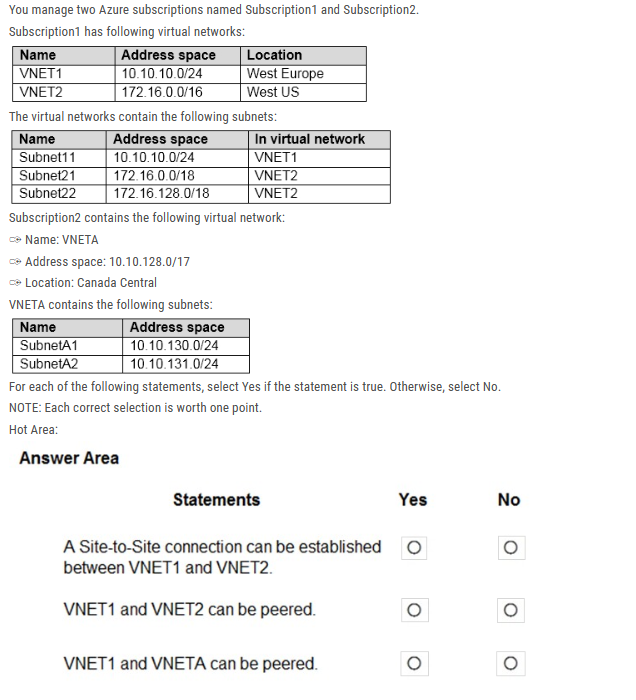 You manage two Azure subscriptions named Subscription1 and Subscription2.
Subscription1 has following virtual networks:
Name Address space Location
VNET1 10.10.10.0/24 West Europe
VNET2 172.16.0.0/16 West US
The virtual networks contain the following subnets:
Name Address space In virtual network
Subnet11 10.10.10.0/24 VNET1
Subnet21 172.16.0.0/18 VNET2
Subnet22 172.16.128.0/18 VNET2
Subscription2 contains the following virtual network:
Name: VNETA
Address space: 10.10.128.0/17
Location: Canada Central
VNETA contains the following subnets:
Name Address space
SubnetA1 10.10.130.0/24
SubnetA2 10.10.131.0/24
For each of the following statements, select Yes if the statement is true. Otherwise, select No.
NOTE: Each correct selection is worth one point.
Hot Area:
Answer Area
Statements Yes No
A Site-to-Site connection can be established
between VNET1 and VNET2.
VNET1 and VNET2 can be peered.
VNET1 and VNETA can be peered.